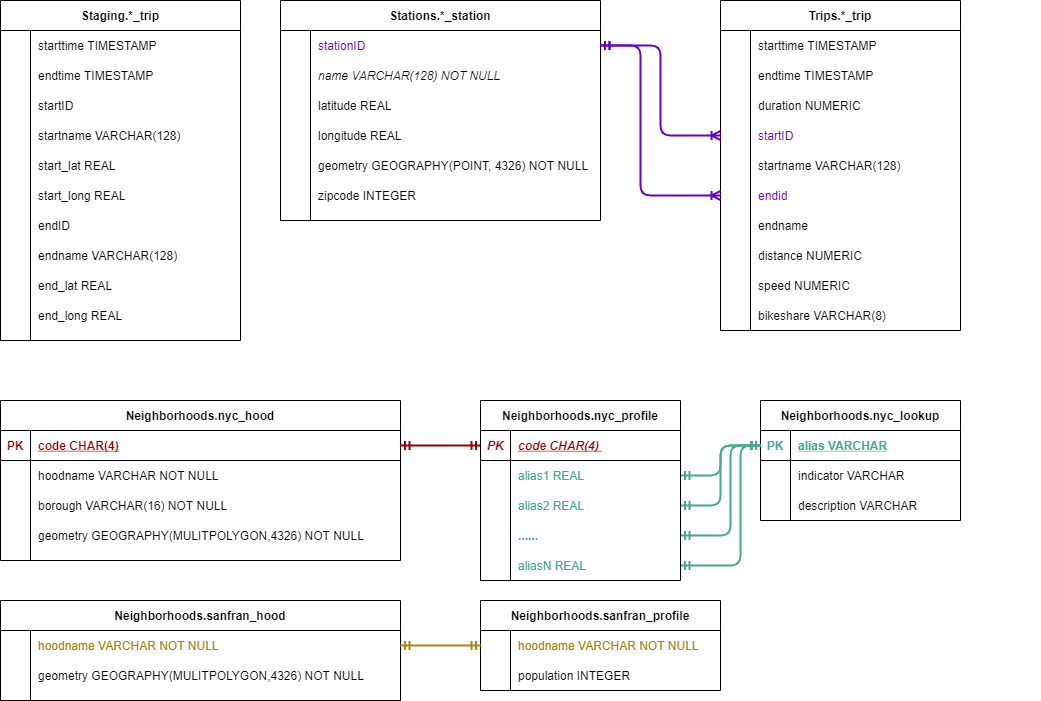 Staging.*_trip
starttime TIMESTAMP
endtime TIMESTAMP
startID
startname VARCHAR(128)
start_lat REAL
start_long REAL
endID
endname VARCHAR(128)
end_lat REAL
end_long REAL
Stations.*_station
stationID
name VARCHAR(128) NOT NULL
latitude REAL
longitude REAL
geometry GEOGRAPHY(POINT, 4326) NOT NULL
zipcode INTEGER
Trips.*_trip
starttime TIMESTAMP
endtime TIMESTAMP
duration NUMERIC
startID
startname VARCHAR(128)
endid
endname
distance NUMERIC
speed NUMERIC
bikeshare VARCHAR(8)
Neighborhoods.nyc_hood
PK code CHAR(4)
hoodname VARCHAR NOT NULL
borough VARCHAR(16) NOT NULL
geometry GEOGRAPHY(MULITPOLYGON,4326) NOT NULL
Neighborhoods.nyc_profile
PK code CHAR(4)
alias1 REAL
alias2 REAL
......
aliasN REAL
Neighborhoods.nyc_lookup
PK alias VARCHAR
indicator VARCHAR
description VARCHAR
Neighborhoods.sanfran_hood
hoodname VARCHAR NOT NULL
geometry GEOGRAPHY(MULITPOLYGON,4326) NOT NULL
Neighborhoods.sanfran_profile
hoodname VARCHAR NOT NULL
population INTEGER